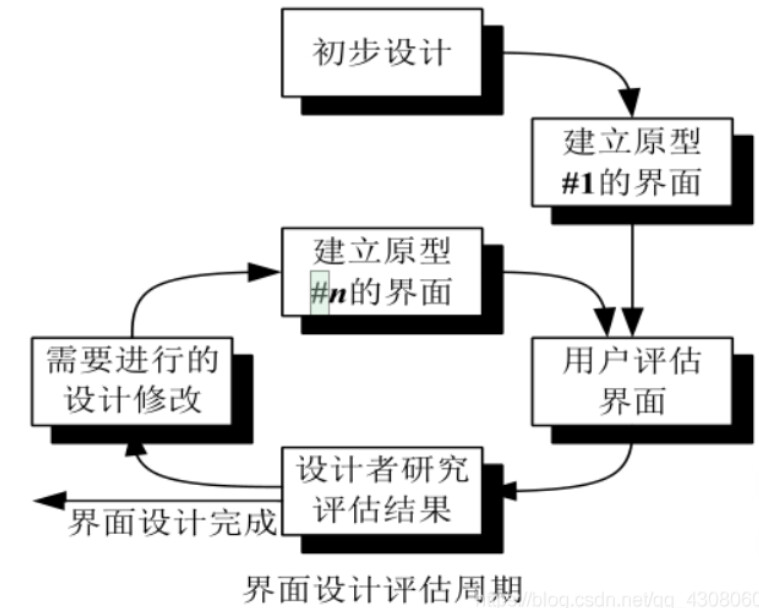 初步设计
建立原型
#1的界面
建立原型
#n的界面
需要进行的
设计修改
用户评估
界面
设计者研究
评估结果
界面设计完成
界面设计评估周期
https://blog.csdn.net/qq_4308060